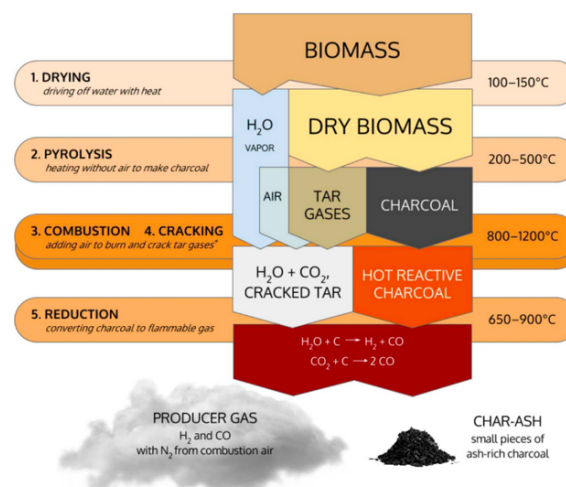 BIOMASS
1. DRYING
driving off water with heat
100–150°C
H₂O
VAPOR
DRY BIOMASS
2. PYROLYSIS
heating without air to make charcoal
200–500°C
AIR
TAR
GASES
CHARCOAL
3. COMBUSTION 4. CRACKING
adding air to burn and crack tar gases*
800–1200°C
H₂O + CO₂,
CRACKED TAR
HOT REACTIVE
CHARCOAL
5. REDUCTION
converting charcoal to flammable gas
650–900°C
H₂O + C → H₂ + CO
CO₂ + C → 2 CO
PRODUCER GAS
H₂ and CO
with N₂ from combustion air
CHAR-ASH
small pieces of
ash-rich charcoal